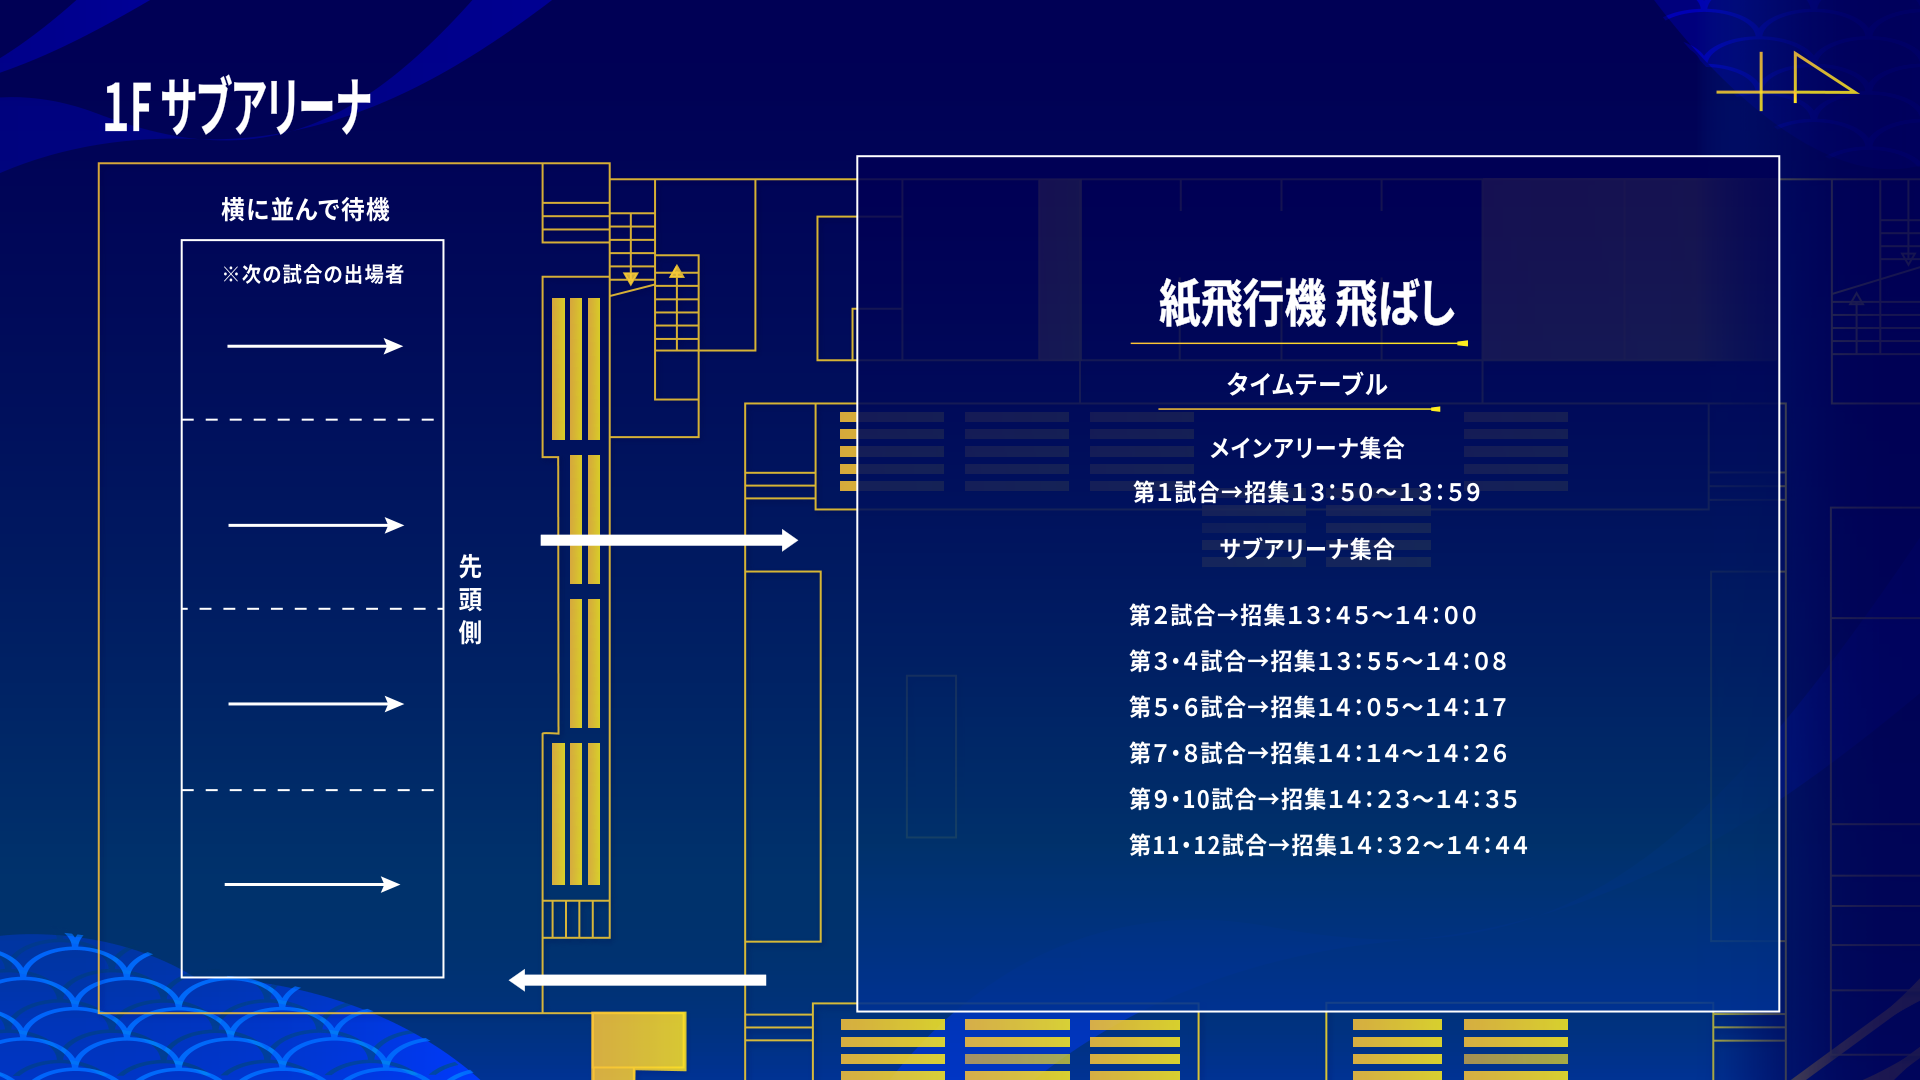 1F サブアリーナ
横に並んで待機
※次の試合の出場者
先頭側
紙飛行機 飛ばし
タイムテーブル
メインアリーナ集合
第1試合→招集13：50〜13：59
サブアリーナ集合
第2試合→招集13：45〜14：00
第3・4試合→招集13：55〜14：08
第5・6試合→招集14：05〜14：17
第7・8試合→招集14：14〜14：26
第9・10試合→招集14：23〜14：35
第11・12試合→招集14：32〜14：44